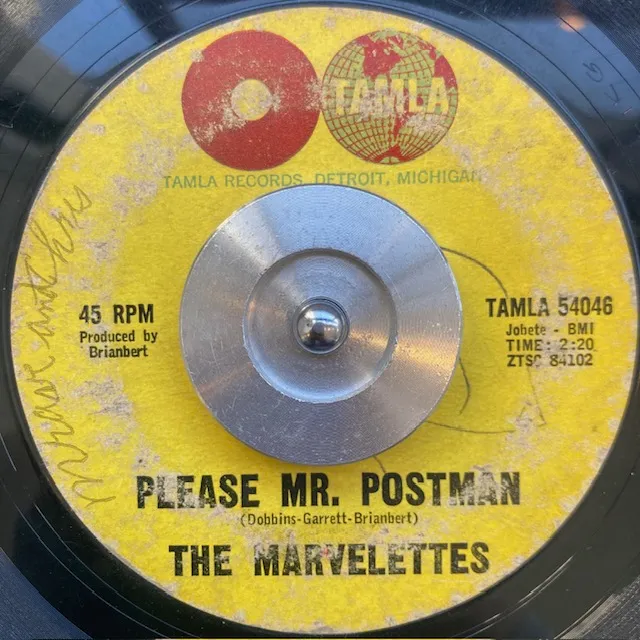 TAMLA
TAMLA RECORDS, DETROIT, MICHIGAN
45 RPM
Produced by
Brianbert
TAMLA 54046
Jobete - BMI
TIME: 2:20
ZTSC 84102
PLEASE MR. POSTMAN
(Dobbins-Garrett-Brianbert)
THE MARVELETTES